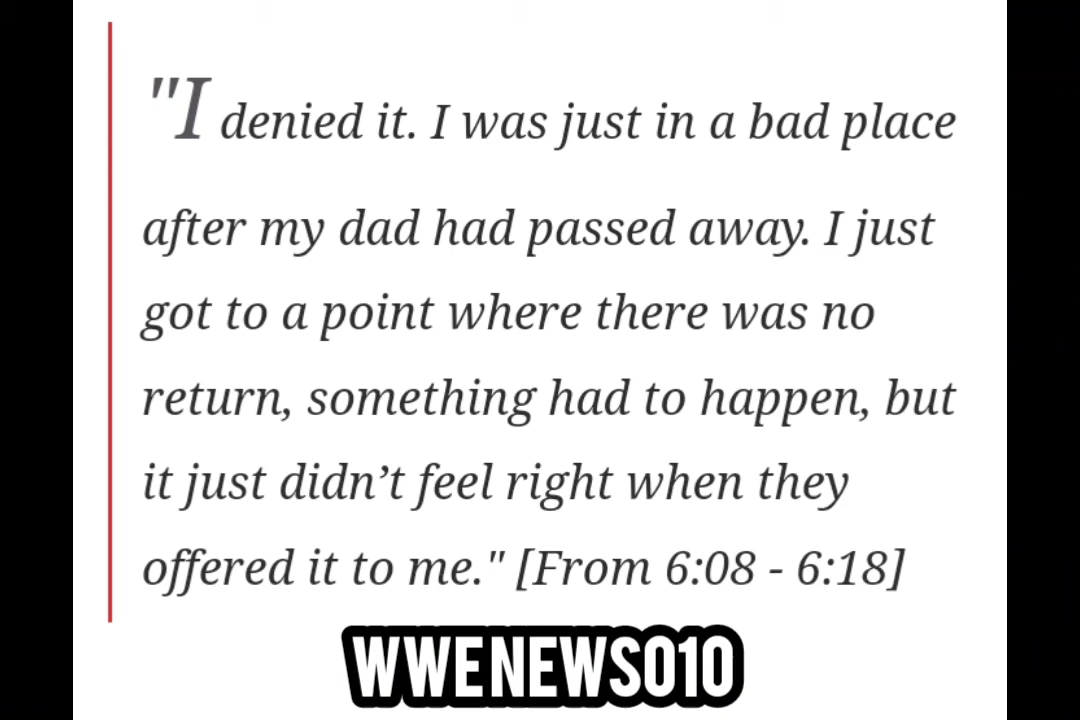 "I denied it. I was just in a bad place
after my dad had passed away. I just
got to a point where there was no
return, something had to happen, but
it just didn’t feel right when they
offered it to me." [From 6:08 - 6:18]
WWENEWS010